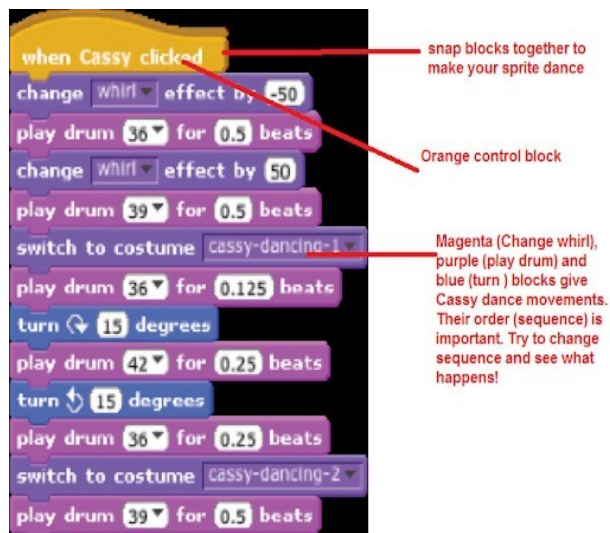 when Cassy clicked
change whirl effect by -50
play drum 36 for 0.5 beats
change whirl effect by 50
play drum 39 for 0.5 beats
switch to costume cassy-dancing-1
play drum 36 for 0.125 beats
turn 15 degrees
play drum 42 for 0.25 beats
turn 15 degrees
play drum 36 for 0.25 beats
switch to costume cassy-dancing-2
play drum 39 for 0.5 beats
snap blocks together to
make your sprite dance
Orange control block
Magenta (Change whirl),
purple (play drum) and
blue (turn ) blocks give
Cassy dance movements.
Their order (sequence) is
important. Try to change
sequence and see what
happens!